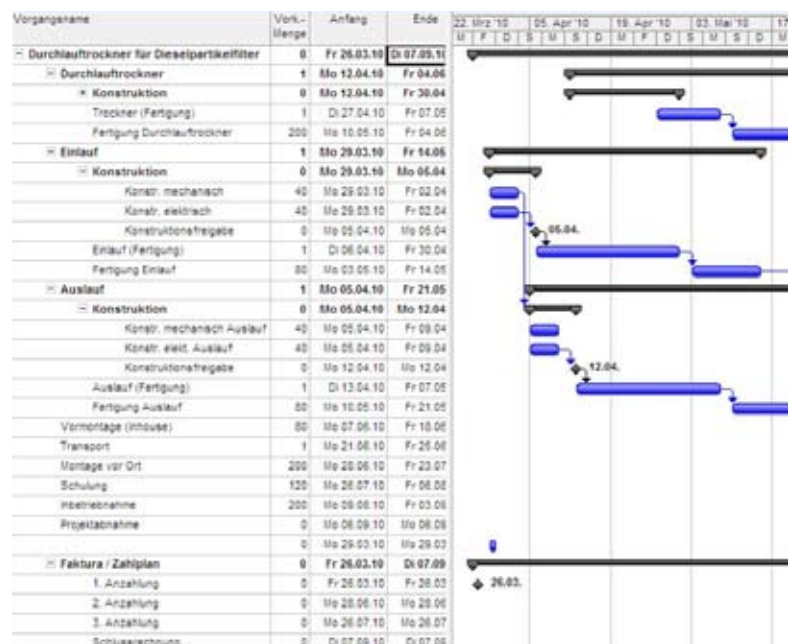 Vorgangsname Vork.- Menge Anfang Ende 22. Mrz '10 05. Apr '10 19. Apr '10 03. Mai '10 17
M F D S M D F S M D F S M
Durchlauftrockner für Dieselpartikelfilter 0 Fr 26.03.10 Di 07.09.10
Durchlauftrockner 1 Mo 12.04.10 Fr 04.06
Konstruktion 0 Mo 12.04.10 Fr 30.04
Trockner (Fertigung) 1 Di 27.04.10 Fr 07.05
Fertigung Durchlauftrockner 200 Mo 10.05.10 Fr 04.06
Einlauf 1 Mo 29.03.10 Fr 14.05
Konstruktion 0 Mo 29.03.10 Mo 05.04
Konstr. mechanisch 40 Mo 29.03.10 Fr 02.04
Konstr. elektrisch 40 Mo 29.03.10 Fr 02.04
Konstruktionsfreigabe 0 Mo 05.04.10 Mo 05.04 05.04.
Einlauf (Fertigung) 1 Di 06.04.10 Fr 30.04
Fertigung Einlauf 80 Mo 03.05.10 Fr 14.05
Auslauf 1 Mo 05.04.10 Fr 21.05
Konstruktion 0 Mo 05.04.10 Mo 12.04
Konstr. mechanisch Auslauf 40 Mo 05.04.10 Fr 09.04
Konstr. elekt. Auslauf 40 Mo 05.04.10 Fr 09.04
Konstruktionsfreigabe 0 Mo 12.04.10 Mo 12.04 12.04.
Auslauf (Fertigung) 1 Di 13.04.10 Fr 07.05
Fertigung Auslauf 80 Mo 10.05.10 Fr 21.05
Vormontage (Inhouse) 80 Mo 07.06.10 Fr 18.06
Transport 1 Mo 21.06.10 Fr 25.06
Montage vor Ort 200 Mo 28.06.10 Fr 23.07
Schulung 120 Mo 26.07.10 Fr 06.08
Inbetriebnahme 200 Mo 09.08.10 Fr 03.09
Projektabnahme 0 Mo 06.09.10 Mo 06.09
0 Mo 29.03.10 Mo 29.03
Faktura / Zahlplan 0 Fr 26.03.10 Di 07.09
1. Anzahlung 0 Fr 26.03.10 Fr 26.03 26.03.
2. Anzahlung 0 Mo 28.06.10 Mo 28.06
3. Anzahlung 0 Mo 26.07.10 Mo 26.07
Schlussrechnung 0 Di 07.09.10 Di 07.09